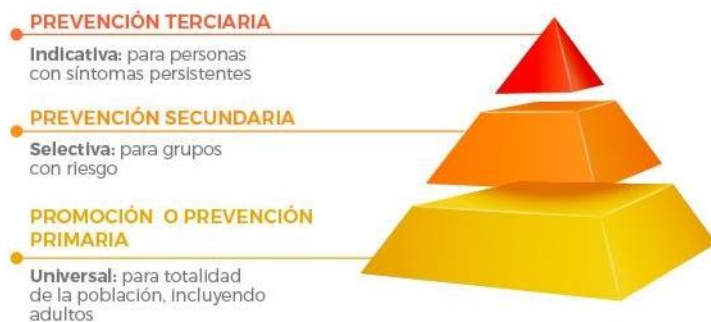 PREVENCIÓN TERCIARIA
Indicativa: para personas
con síntomas persistentes
PREVENCIÓN SECUNDARIA
Selectiva: para grupos
con riesgo
PROMOCIÓN O PREVENCIÓN
PRIMARIA
Universal: para totalidad
de la población, incluyendo
adultos